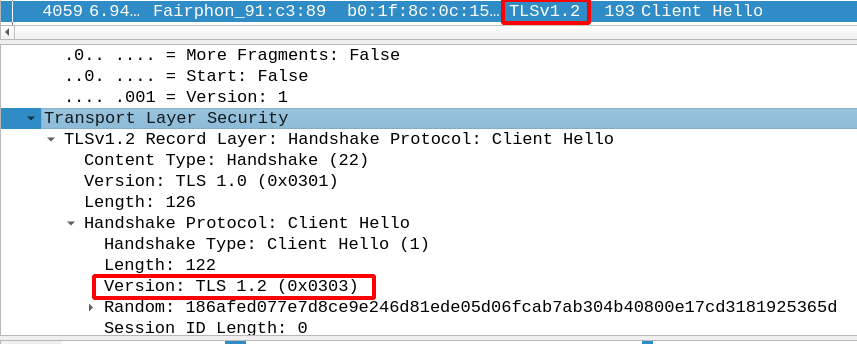 4059 6.94… Fairphon_91:c3:89 b0:1f:8c:0c:15… TLSv1.2 193 Client Hello
.0.. .... = More Fragments: False
..0. .... = Start: False
.... .001 = Version: 1
Transport Layer Security
TLSv1.2 Record Layer: Handshake Protocol: Client Hello
Content Type: Handshake (22)
Version: TLS 1.0 (0x0301)
Length: 126
Handshake Protocol: Client Hello
Handshake Type: Client Hello (1)
Length: 122
Version: TLS 1.2 (0x0303)
Random: 186afed077e7d8ce9e246d81ede05d06fcab7ab304b40800e17cd3181925365d
Session ID Length: 0